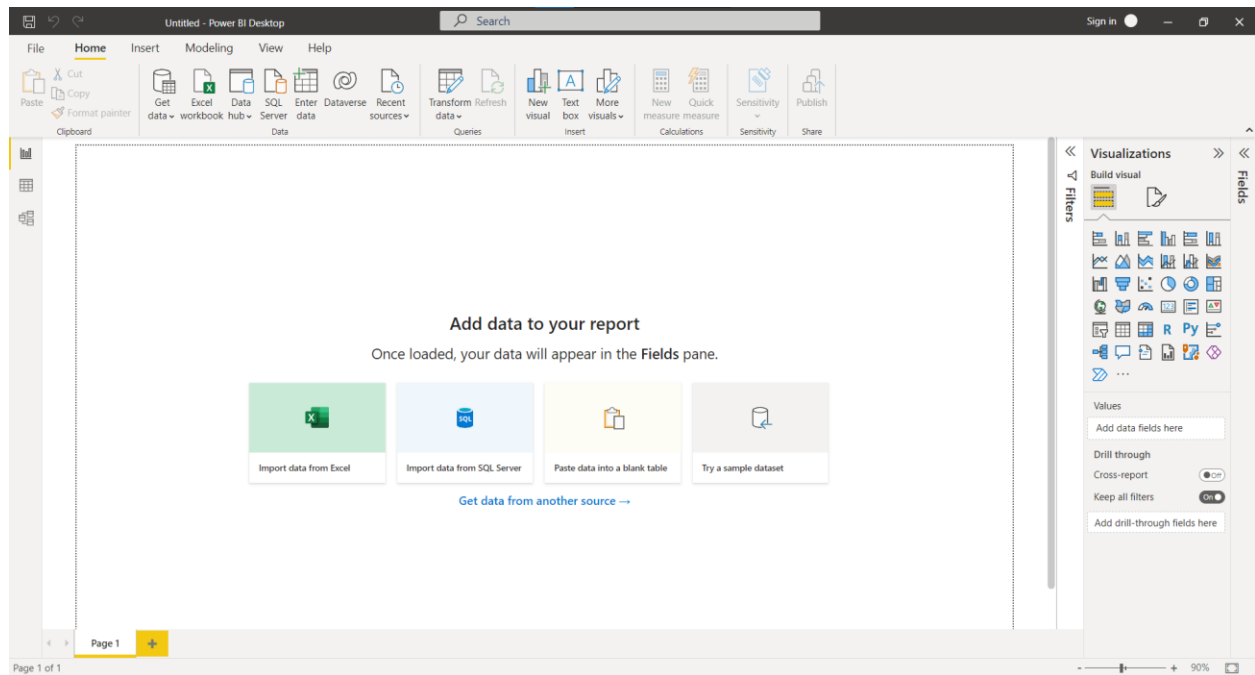 Untitled - Power BI Desktop
Search
Sign in
File Home Insert Modeling View Help
Paste
Cut
Copy
Format painter
Clipboard
Get data
Excel workbook
Data hub
SQL Server
Enter data
Dataverse
Recent sources
Data
Transform data
Refresh
Queries
New visual
Text box
More visuals
Insert
New measure
Quick measure
Calculations
Sensitivity
Sensitivity
Publish
Share
Filters
Visualizations
Build visual
Fields
R Py
123
Values
Add data fields here
Drill through
Cross-report
Off
Keep all filters
On
Add drill-through fields here
Add data to your report
Once loaded, your data will appear in the Fields pane.
Import data from Excel
SQL
Import data from SQL Server
Paste data into a blank table
Try a sample dataset
Get data from another source →
Page 1
Page 1 of 1
- + 90%